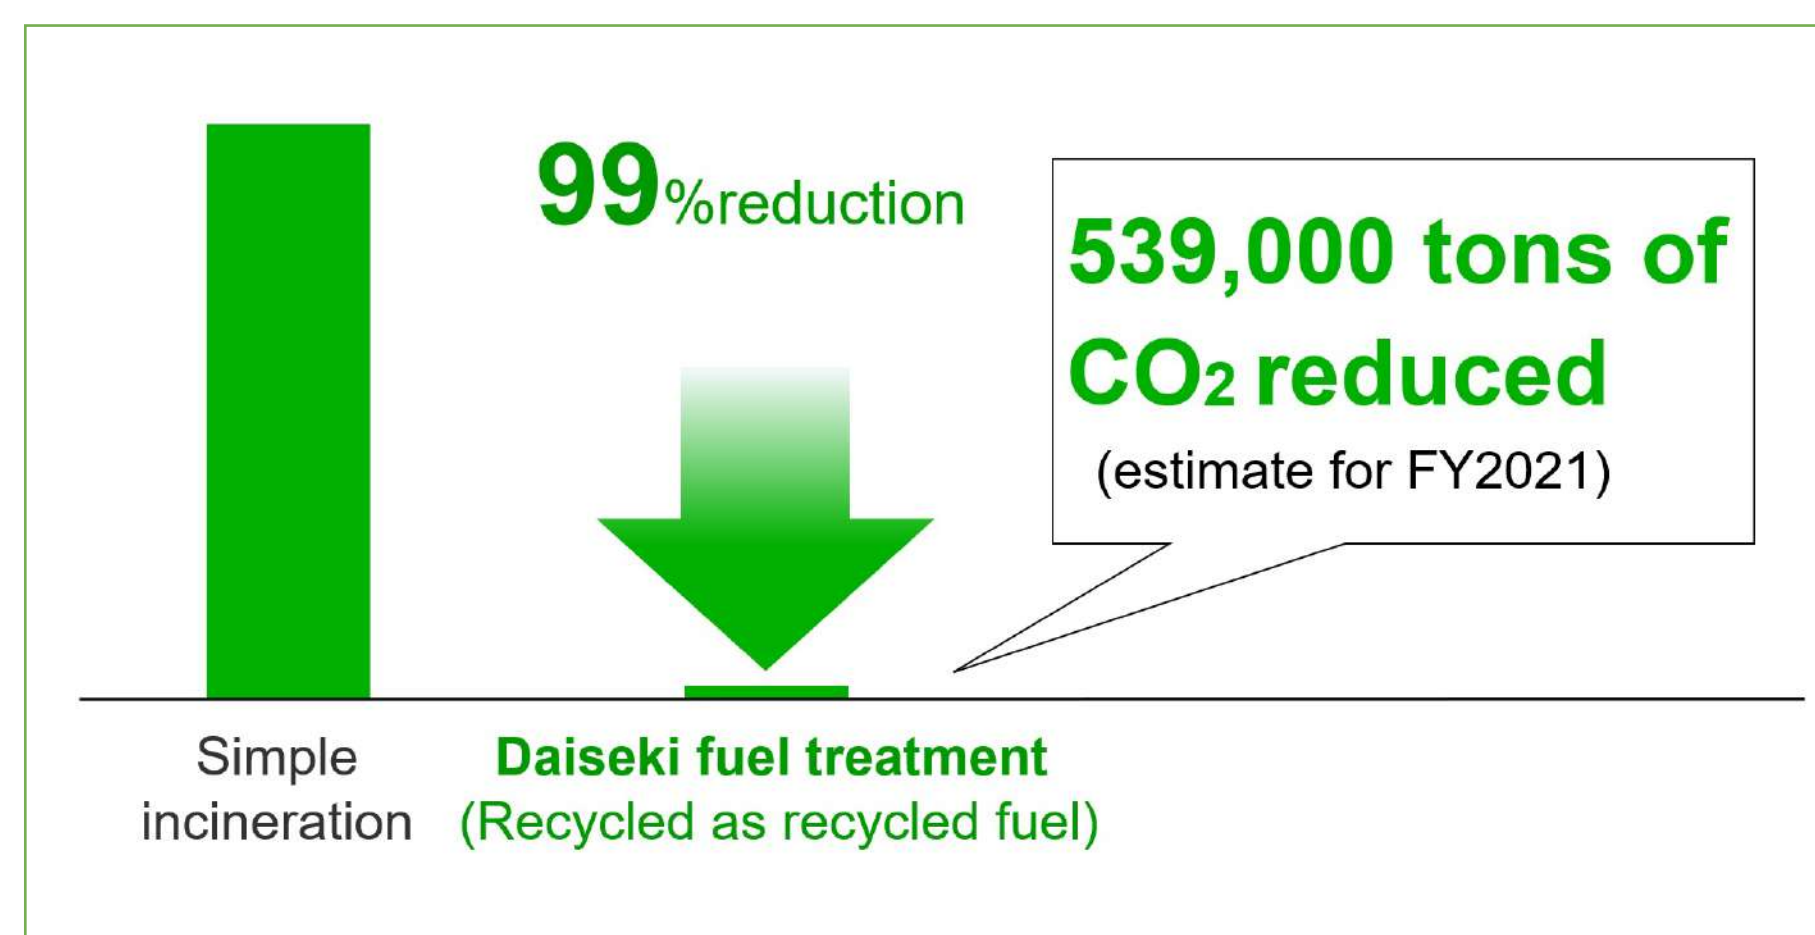 99%reduction
539,000 tons of
CO2 reduced
(estimate for FY2021)
Simple
incineration
Daiseki fuel treatment
(Recycled as recycled fuel)